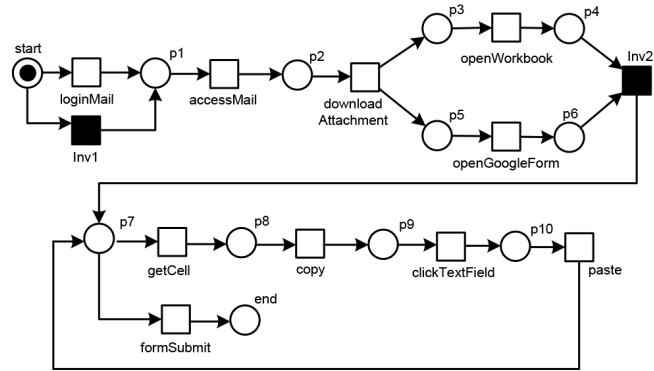 start
loginMail
Inv1
p1
accessMail
p2
download
Attachment
p3
openWorkbook
p4
p5
openGoogleForm
p6
Inv2
p7
getCell
p8
copy
p9
clickTextField
p10
paste
formSubmit
end